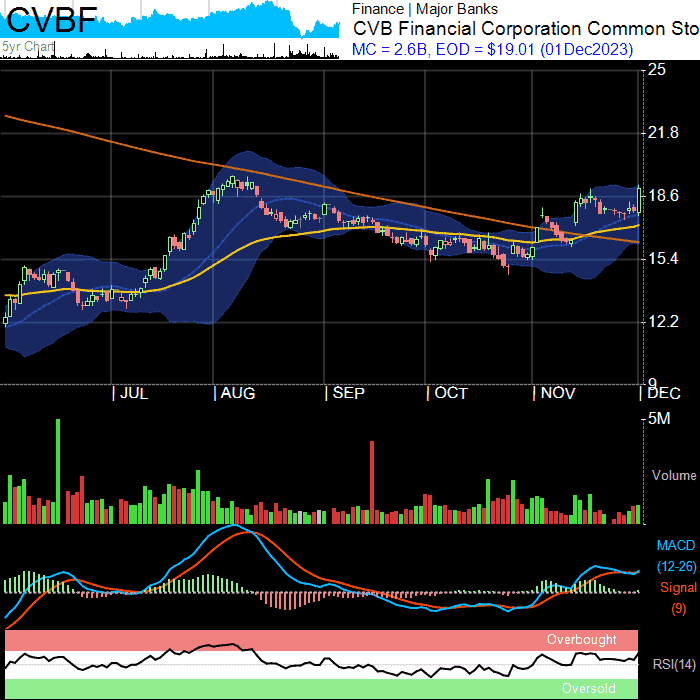 CVBF
5yr Chart
Finance | Major Banks
CVB Financial Corporation Common Sto
MC = 2.6B, EOD = $19.01 (01Dec2023)
25
21.8
18.6
15.4
12.2
9
JUL AUG SEP OCT NOV DEC
5M
Volume
MACD
(12-26)
Signal
(9)
Overbought
RSI(14)
Oversold